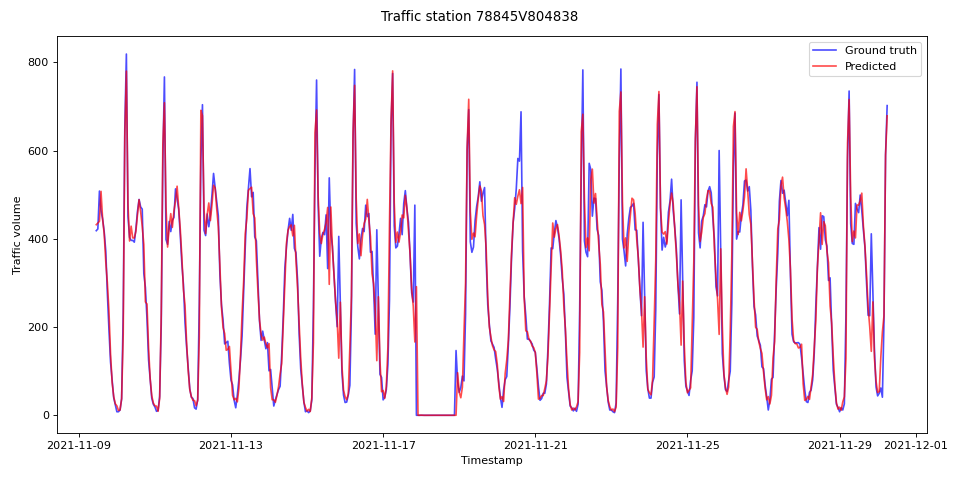 Traffic station 78845V804838
Ground truth
Predicted
Traffic volume
800
600
400
200
0
2021-11-09
2021-11-13
2021-11-17
2021-11-21
2021-11-25
2021-11-29
2021-12-01
Timestamp